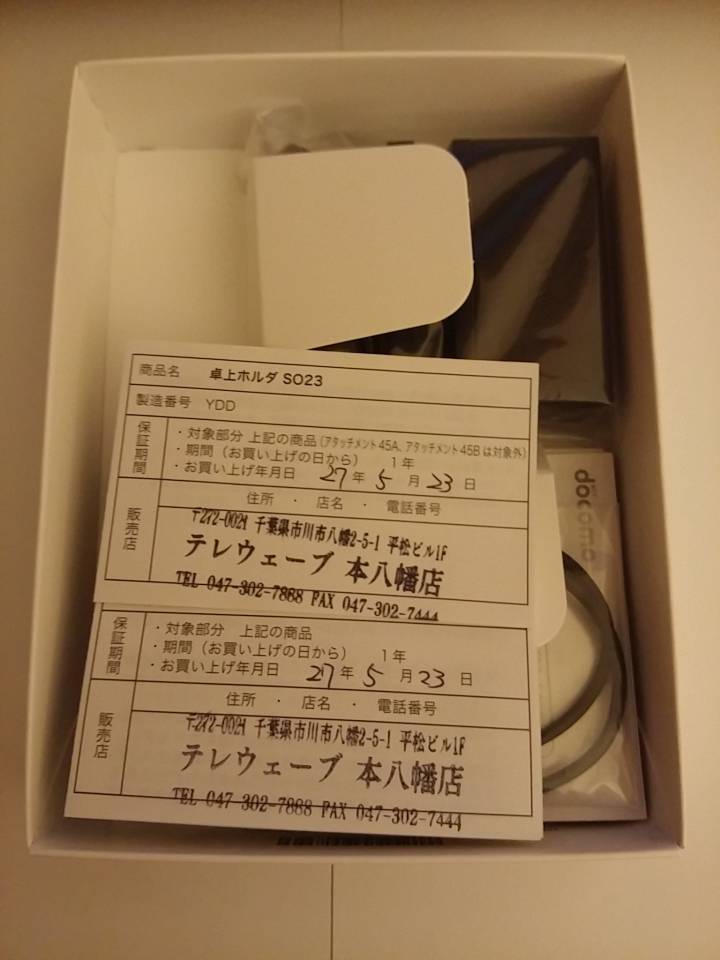 商品名 卓上ホルダ SO23
製造番号 YDD
保証期間
・対象部分 上記の商品（アタッチメント45A、アタッチメント45Bは対象外）
・期間（お買い上げの日から） 1年
・お買い上げ年月日 27年 5月 23日
販売店
住所 ・ 店名 ・ 電話番号
〒272-0021 千葉県市川市八幡2-5-1 平松ビル1F
テレウェーブ 本八幡店
TEL 047-302-7888 FAX 047-302-7444
保証期間
・対象部分 上記の商品
・期間（お買い上げの日から） 1年
・お買い上げ年月日 27年 5月 23日
販売店
住所 ・ 店名 ・ 電話番号
〒272-0021 千葉県市川市八幡2-5-1 平松ビル1F
テレウェーブ 本八幡店
TEL 047-302-7888 FAX 047-302-7444
docomo